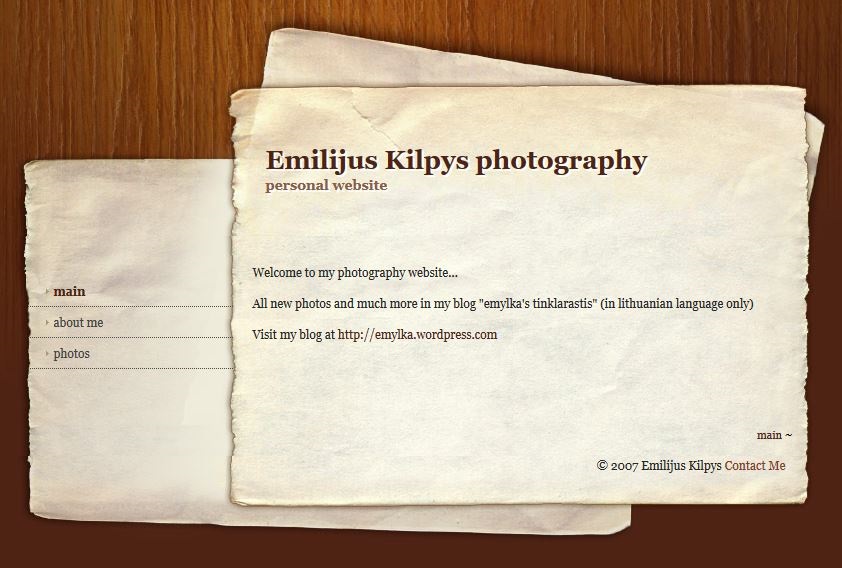 Emilijus Kilpys photography
personal website
main
about me
photos
Welcome to my photography website...
All new photos and much more in my blog "emylka's tinklarastis" (in lithuanian language only)
Visit my blog at http://emylka.wordpress.com
main ~
© 2007 Emilijus Kilpys Contact Me